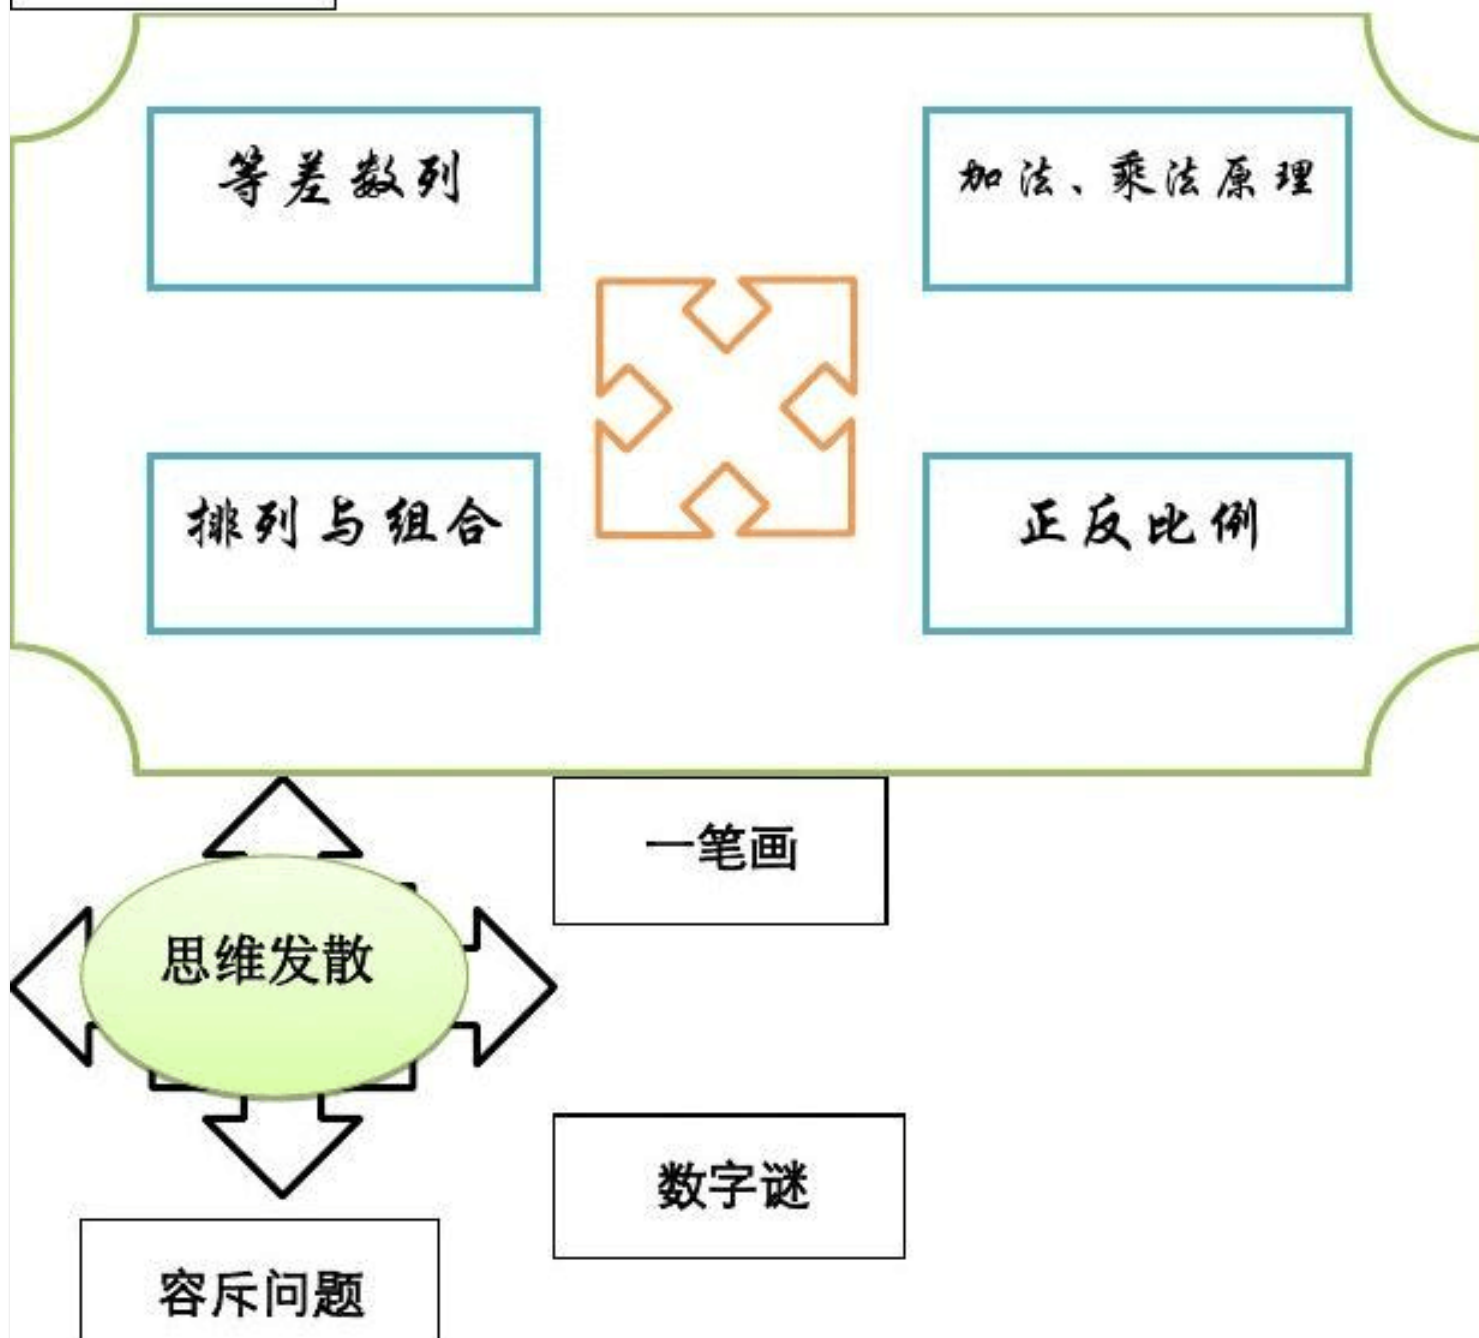 等差数列
加法、乘法原理
排列与组合
正反比例
一笔画
思维发散
数字谜
容斥问题